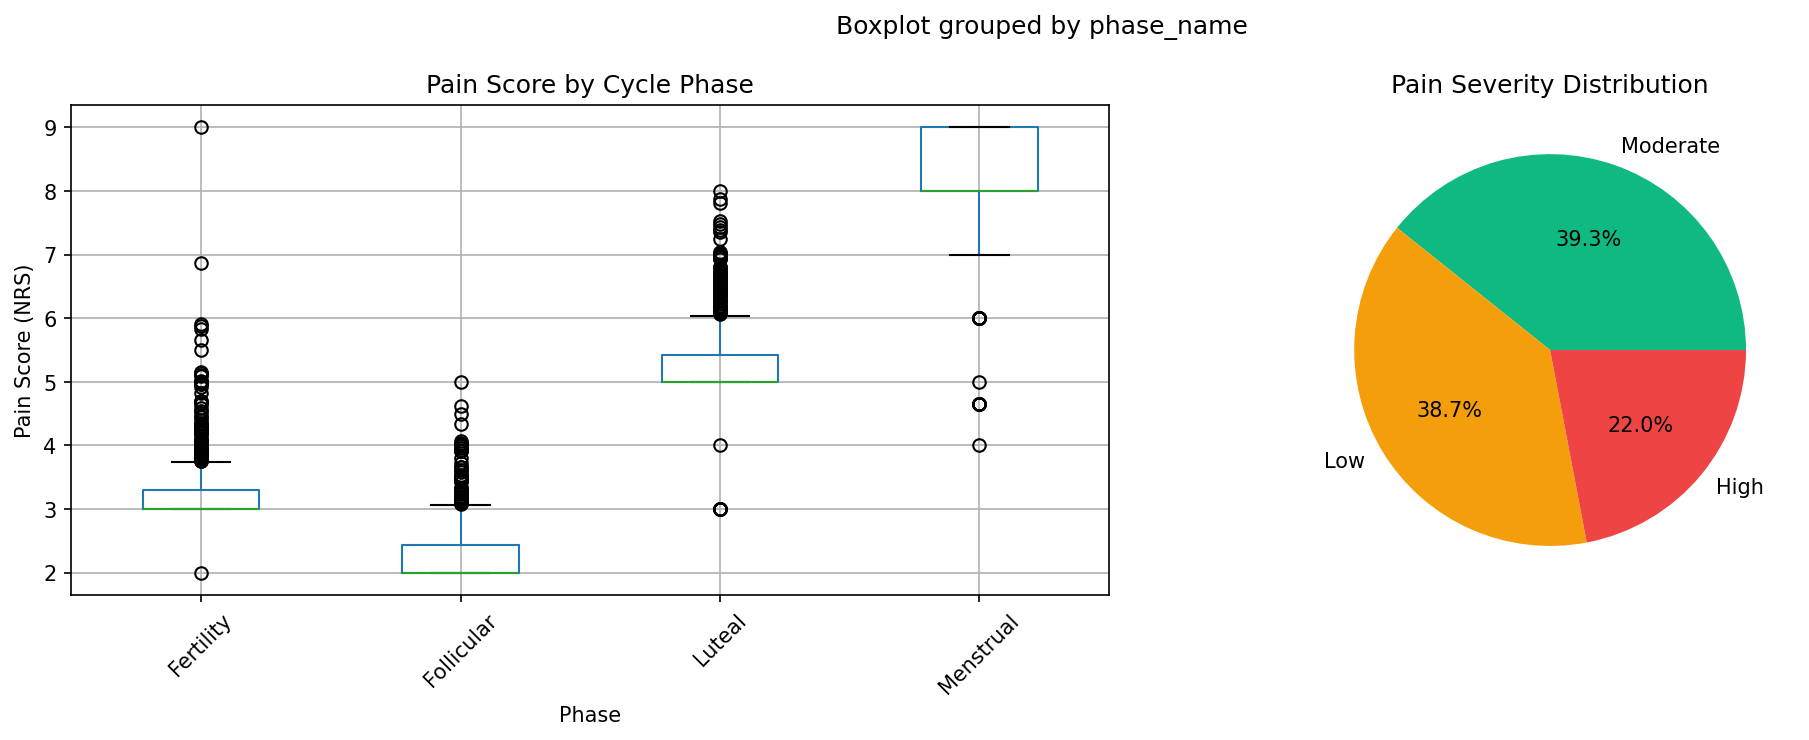 Boxplot grouped by phase_name
Pain Score by Cycle Phase
Pain Score (NRS)
9
8
7
6
5
4
3
2
Fertility
Follicular
Luteal
Menstrual
Phase
Pain Severity Distribution
Moderate
39.3%
38.7%
Low
22.0%
High